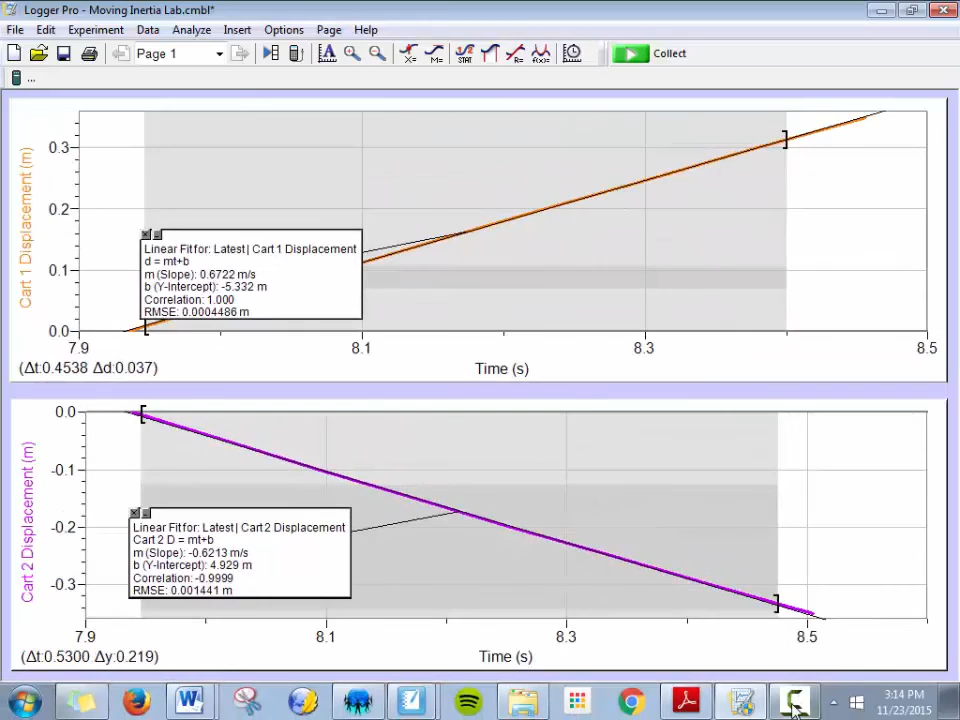 Logger Pro - Moving Inertia Lab.cmbl*
File Edit Experiment Data Analyze Insert Options Page Help
Page 1
X= M= STAT R= f(x)= Collect
...
Cart 1 Displacement (m)
0.3
0.2
Linear Fit for: Latest | Cart 1 Displacement
d = mt+b
m (Slope): 0.6722 m/s
b (Y-Intercept): -5.332 m
Correlation: 1.000
RMSE: 0.0004486 m
0.1
0.0
7.9 8.1 8.3 8.5
(Δt:0.4538 Δd:0.037) Time (s)
Cart 2 Displacement (m)
0.0
-0.1
-0.2
Linear Fit for: Latest | Cart 2 Displacement
Cart 2 D = mt+b
m (Slope): -0.6213 m/s
b (Y-Intercept): 4.929 m
Correlation: -0.9999
RMSE: 0.001441 m
-0.3
7.9 8.1 8.3 8.5
(Δt:0.5300 Δy:0.219) Time (s)
3:14 PM
11/23/2015